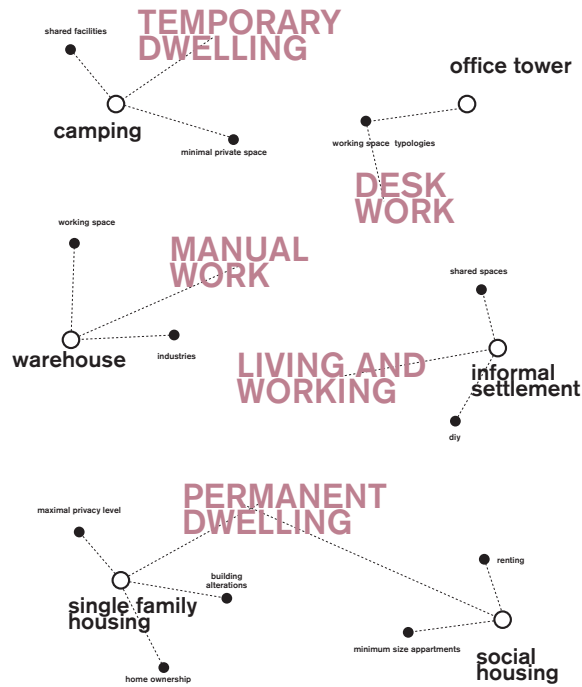 TEMPORARY
DWELLING
shared facilities
office tower
camping
working space typologies
minimal private space
DESK
WORK
working space
MANUAL
WORK
shared spaces
warehouse
industries
LIVING AND
WORKING
informal
settlement
diy
PERMANENT
DWELLING
maximal privacy level
renting
building
alterations
single family
housing
minimum size appartments
social
housing
home ownership